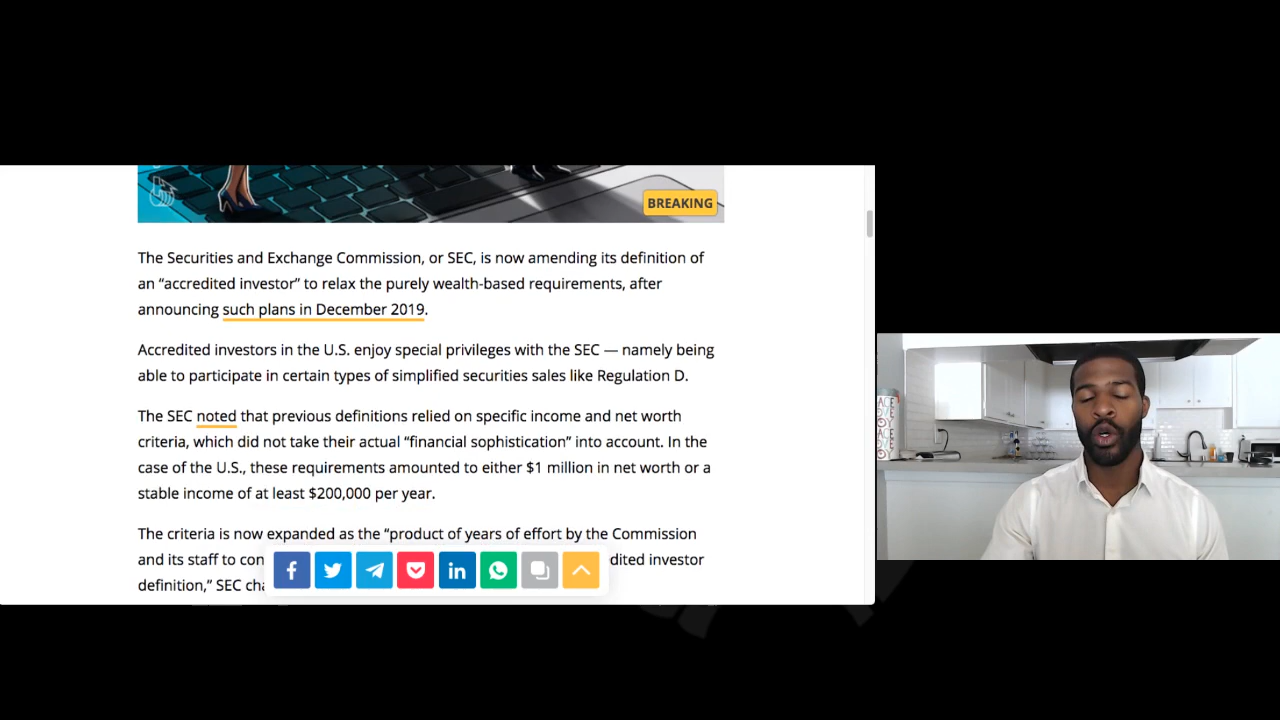 BREAKING
The Securities and Exchange Commission, or SEC, is now amending its definition of
an “accredited investor” to relax the purely wealth-based requirements, after
announcing such plans in December 2019.
Accredited investors in the U.S. enjoy special privileges with the SEC — namely being
able to participate in certain types of simplified securities sales like Regulation D.
The SEC noted that previous definitions relied on specific income and net worth
criteria, which did not take their actual “financial sophistication” into account. In the
case of the U.S., these requirements amounted to either $1 million in net worth or a
stable income of at least $200,000 per year.
The criteria is now expanded as the “product of years of effort by the Commission
and its staff to con dited investor
definition,” SEC cha